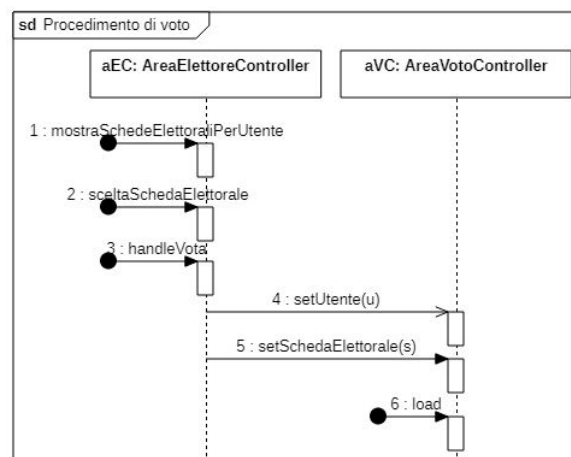 sd Procedimento di voto
aEC: AreaElettoreController
aVC: AreaVotoController
1 : mostraSchedeElettoraliPerUtente
2 : sceltaSchedaElettorale
3 : handleVota
4 : setUtente(u)
5 : setSchedaElettorale(s)
6 : load